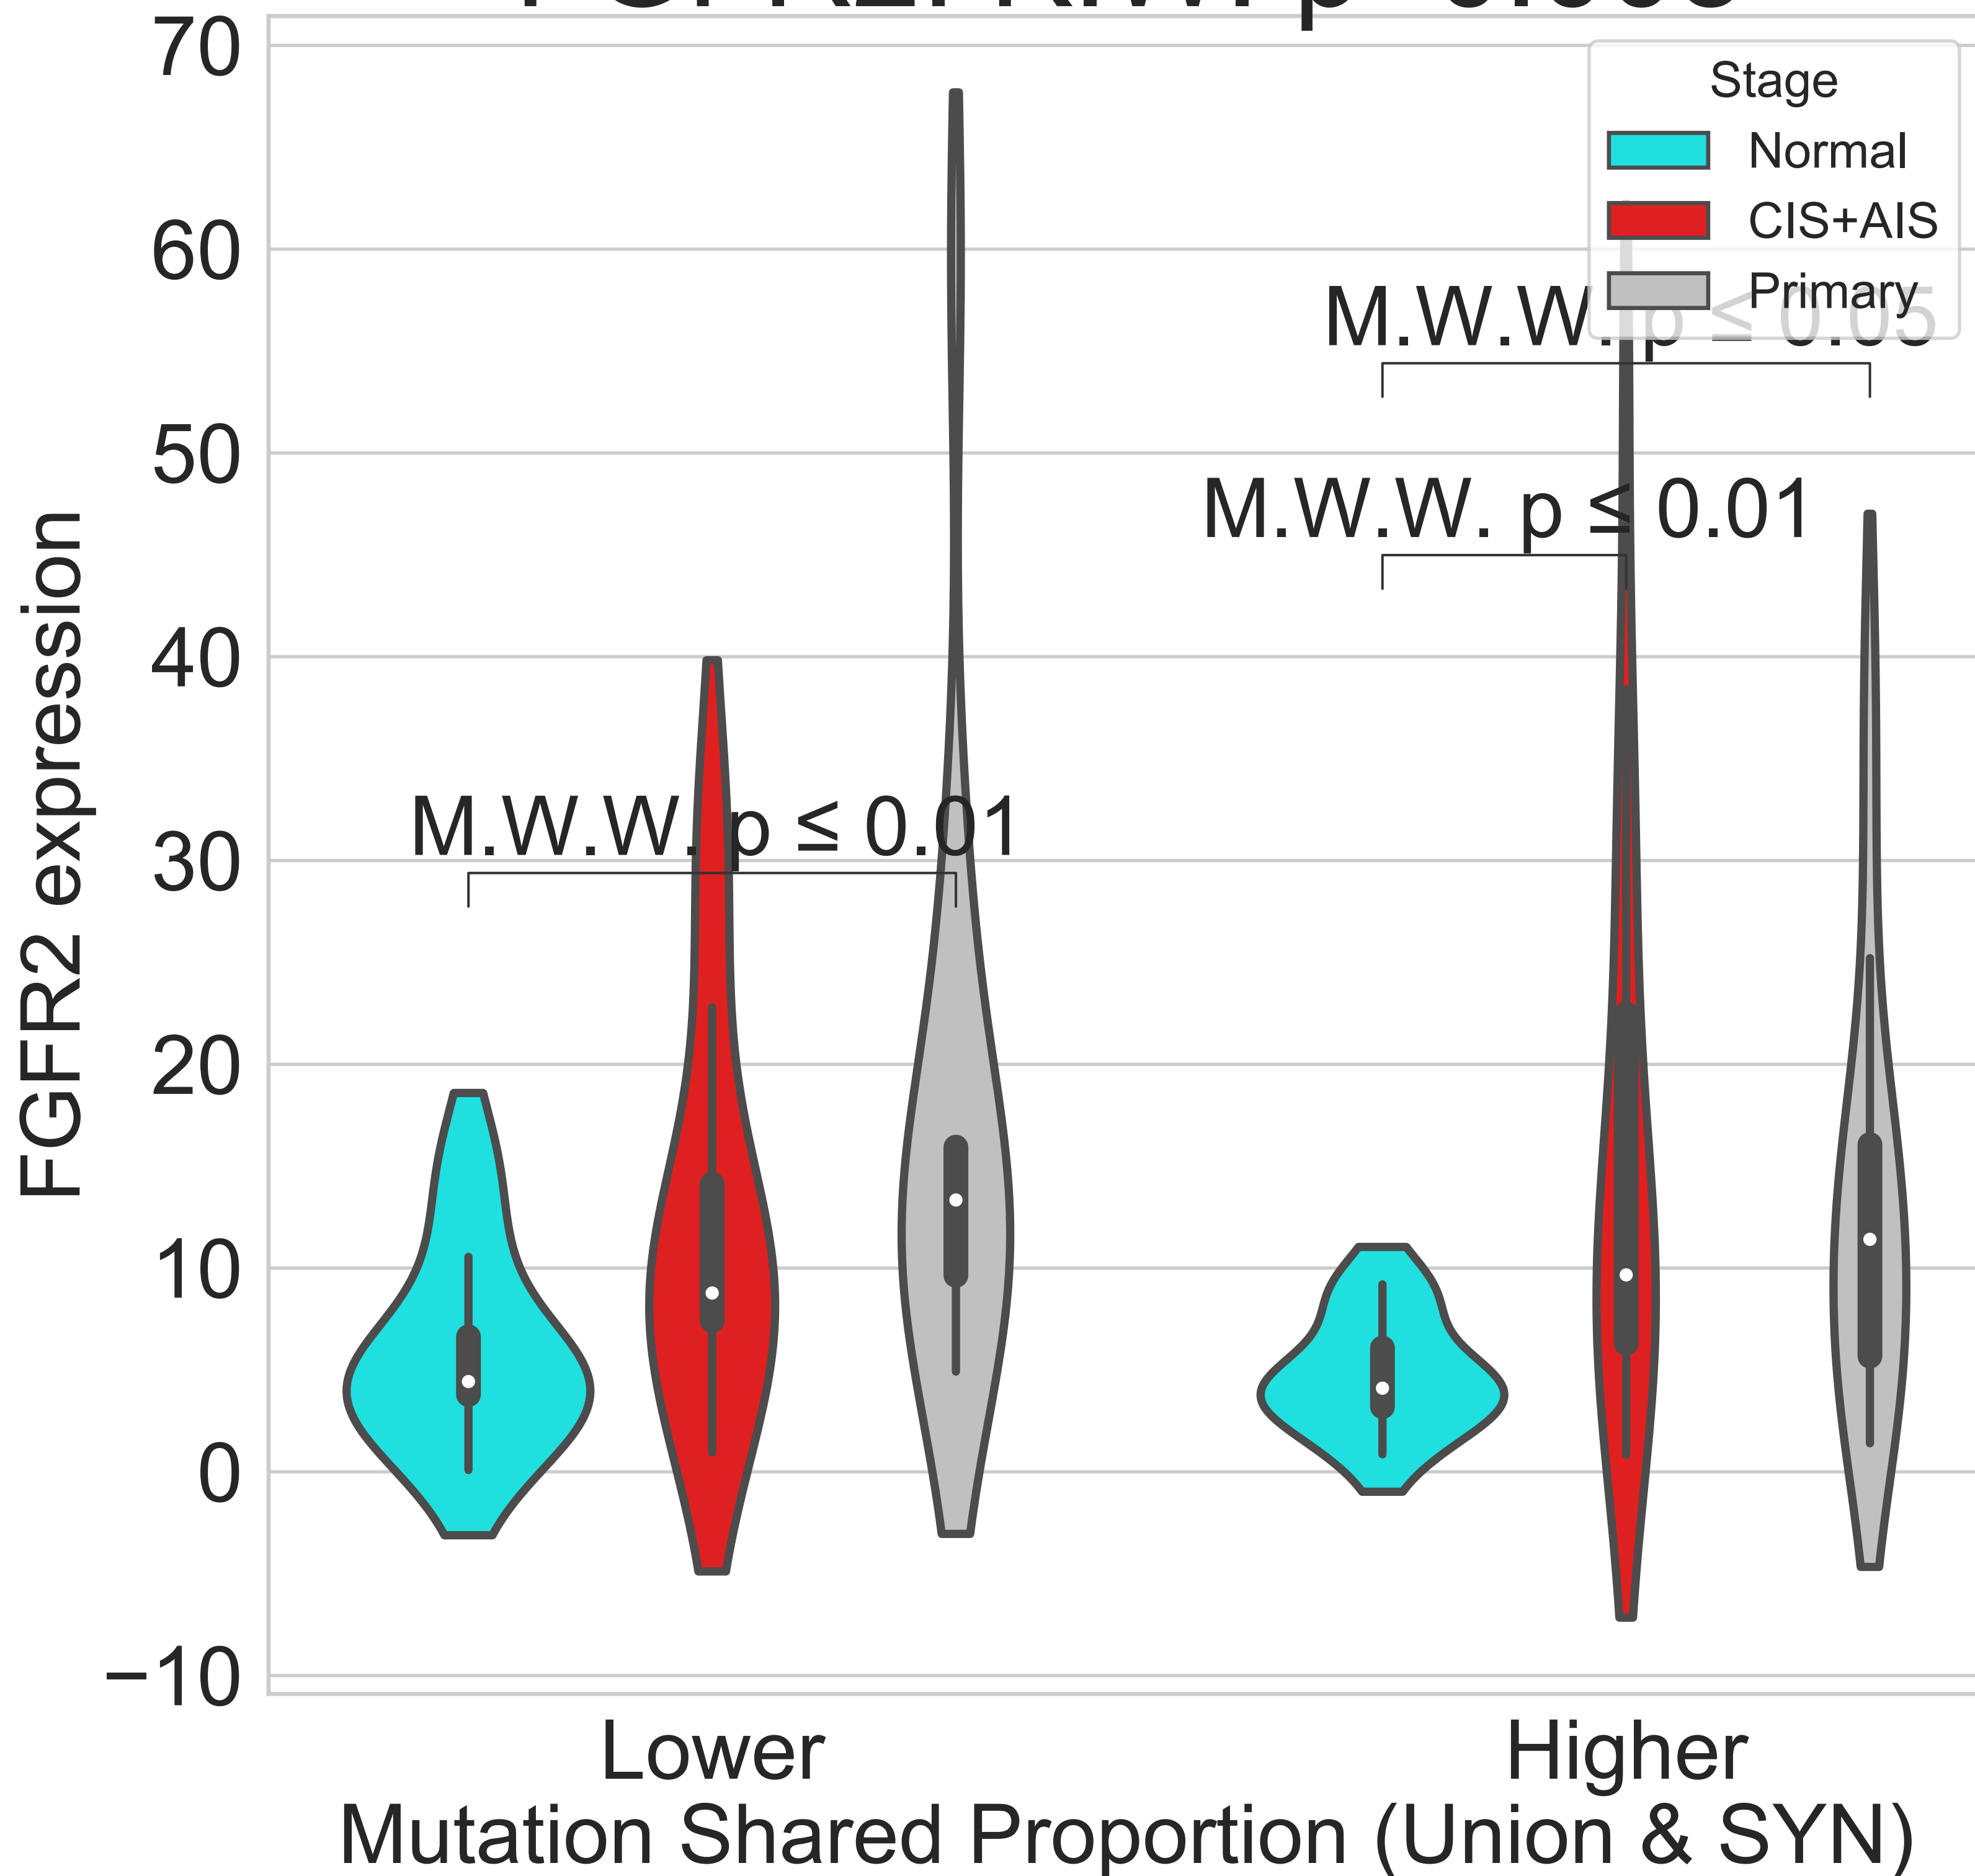 70
60
50
40
30
20
10
0
−10
FGFR2 expression
Stage
Normal
CIS+AIS
Primary
M.W.W. p ≤ 0.05
M.W.W. p ≤ 0.01
M.W.W. p ≤ 0.01
Lower
Higher
Mutation Shared Proportion (Union & SYN)